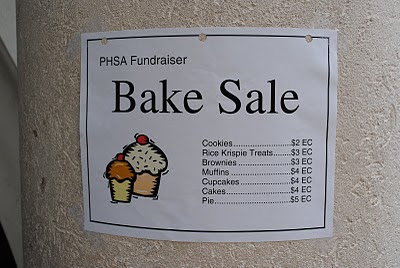 PHSA Fundraiser
Bake Sale
Cookies....................$2 EC
Rice Krispie Treats......$3 EC
Brownies...................$3 EC
Muffins......................$4 EC
Cupcakes..................$4 EC
Cakes........................$4 EC
Pie.............................$5 EC